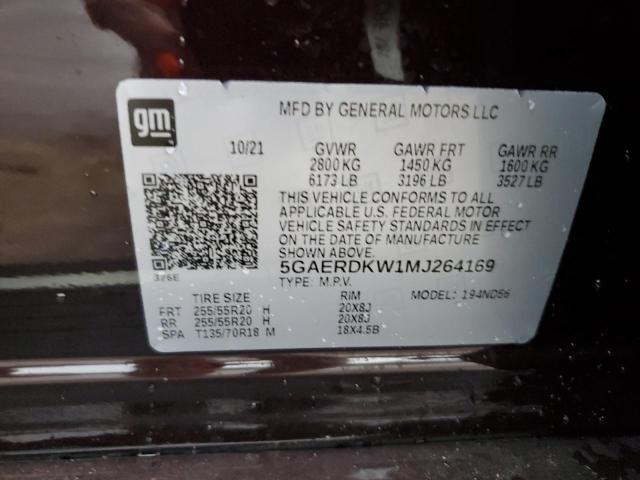 gm
MFD BY GENERAL MOTORS LLC
10/21 GVWR GAWR FRT GAWR RR
2800 KG 1450 KG 1600 KG
6173 LB 3196 LB 3527 LB
THIS VEHICLE CONFORMS TO ALL
APPLICABLE U.S. FEDERAL MOTOR
VEHICLE SAFETY STANDARDS IN EFFECT
ON THE DATE OF MANUFACTURE
SHOWN ABOVE.
326E 5GAERDKW1MJ264169
TYPE: M.P.V. MODEL: 194ND56
TIRE SIZE RIM
FRT 255/55R20 H 20X8J
RR 255/55R20 H 20X8J
SPA T135/70R18 M 18X4.5B